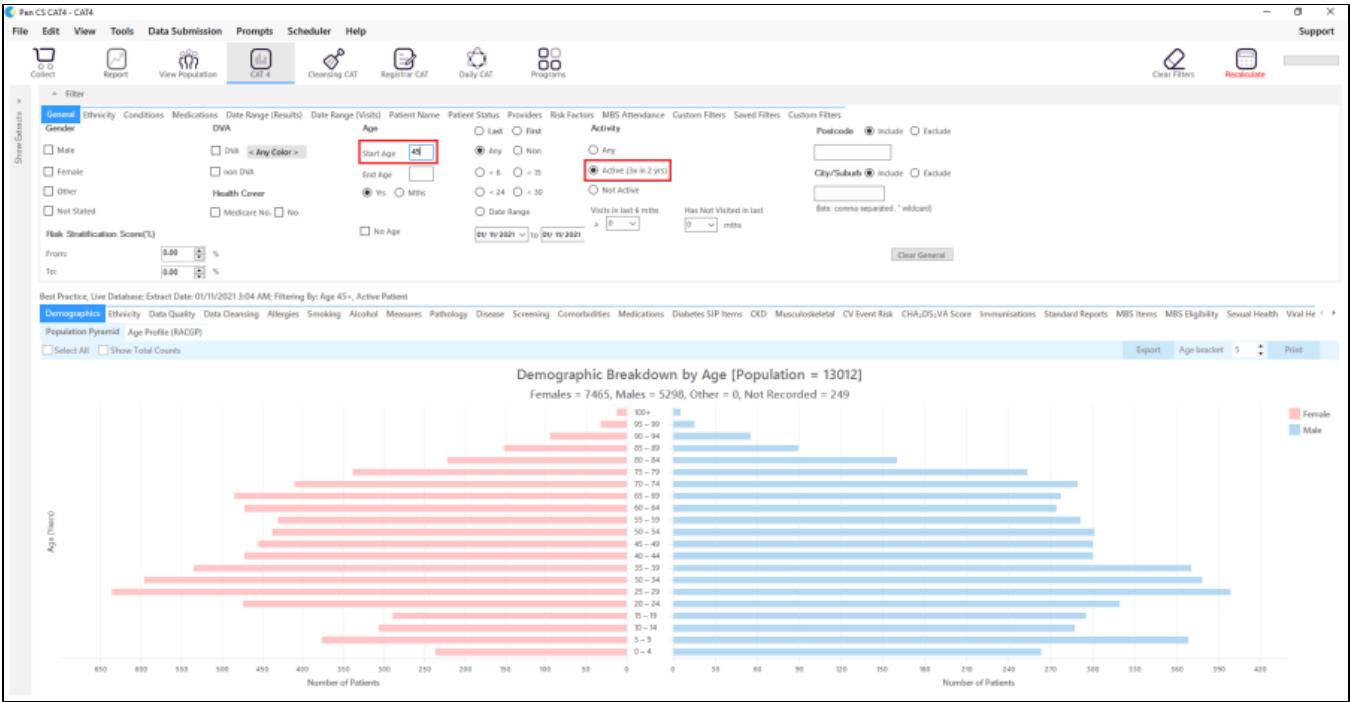 Pen CS CAT4 - CAT4
File Edit View Tools Data Submission Prompts Scheduler Help Support
Collect Report View Population CAT 4 Cleansing CAT Registrar CAT Daily CAT Programs Clear Filters Recalculate
Filter
Show Extracts
General Ethnicity Conditions Medications Date Range (Results) Date Range (Visits) Patient Name Patient Status Providers Risk Factors MBS Attendance Custom Filters Saved Filters Custom Filters
Gender DVA Age Last First Activity Postcode Include Exclude
Male DVA < Any Color > Start Age 45 Any Non Any
Female non DVA End Age < 6 < 15 Active (3x in 2 yrs) City/Suburb Include Exclude
Other Health Cover Yrs Mths < 24 < 30 Not Active
Not Stated Medicare No. No Date Range Visits in last 6 mths Has Not Visited in last (lists: comma separated, * wildcard)
Risk Stratification Score(%) No Age 01/ 11/ 2021 to 01/ 11/ 2021 ≥ 0 0 mths
From: 0.00 % Clear General
To: 0.00 %
Best Practice, Live Database; Extract Date: 01/11/2021 3:04 AM; Filtering By: Age 45+, Active Patient
Demographics Ethnicity Data Quality Data Cleansing Allergies Smoking Alcohol Measures Pathology Disease Screening Comorbidities Medications Diabetes SIP Items CKD Musculoskeletal CV Event Risk CHA₂DS₂VA Score Immunisations Standard Reports MBS Items MBS Eligibility Sexual Health Viral He
Population Pyramid Age Profile (RACGP)
Select All Show Total Counts Export Age bracket 5 Print
Demographic Breakdown by Age [Population = 13012]
Females = 7465, Males = 5298, Other = 0, Not Recorded = 249
100+ Female
95 – 99
90 – 94 Male
85 – 89
80 – 84
75 – 79
70 – 74
65 – 69
60 – 64
55 – 59
50 – 54
45 – 49
40 – 44
35 – 39
30 – 34
25 – 29
20 – 24
15 – 19
10 – 14
5 – 9
0 – 4
Age (Years)
650 600 550 500 450 400 350 300 250 200 150 100 50 0 0 30 60 90 120 150 180 210 240 270 300 330 360 390 420
Number of Patients Number of Patients